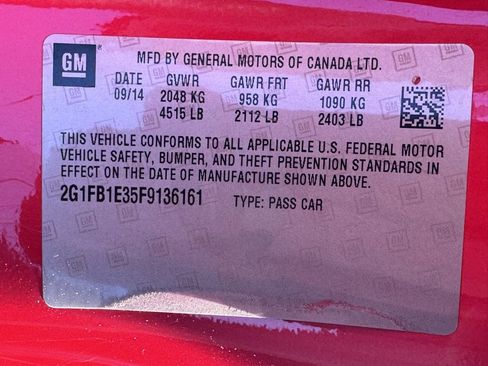 GM
MFD BY GENERAL MOTORS OF CANADA LTD.
DATE GVWR GAWR FRT GAWR RR
09/14 2048 KG 958 KG 1090 KG
4515 LB 2112 LB 2403 LB
THIS VEHICLE CONFORMS TO ALL APPLICABLE U.S. FEDERAL MOTOR
VEHICLE SAFETY, BUMPER, AND THEFT PREVENTION STANDARDS IN
EFFECT ON THE DATE OF MANUFACTURE SHOWN ABOVE.
2G1FB1E35F9136161 TYPE: PASS CAR